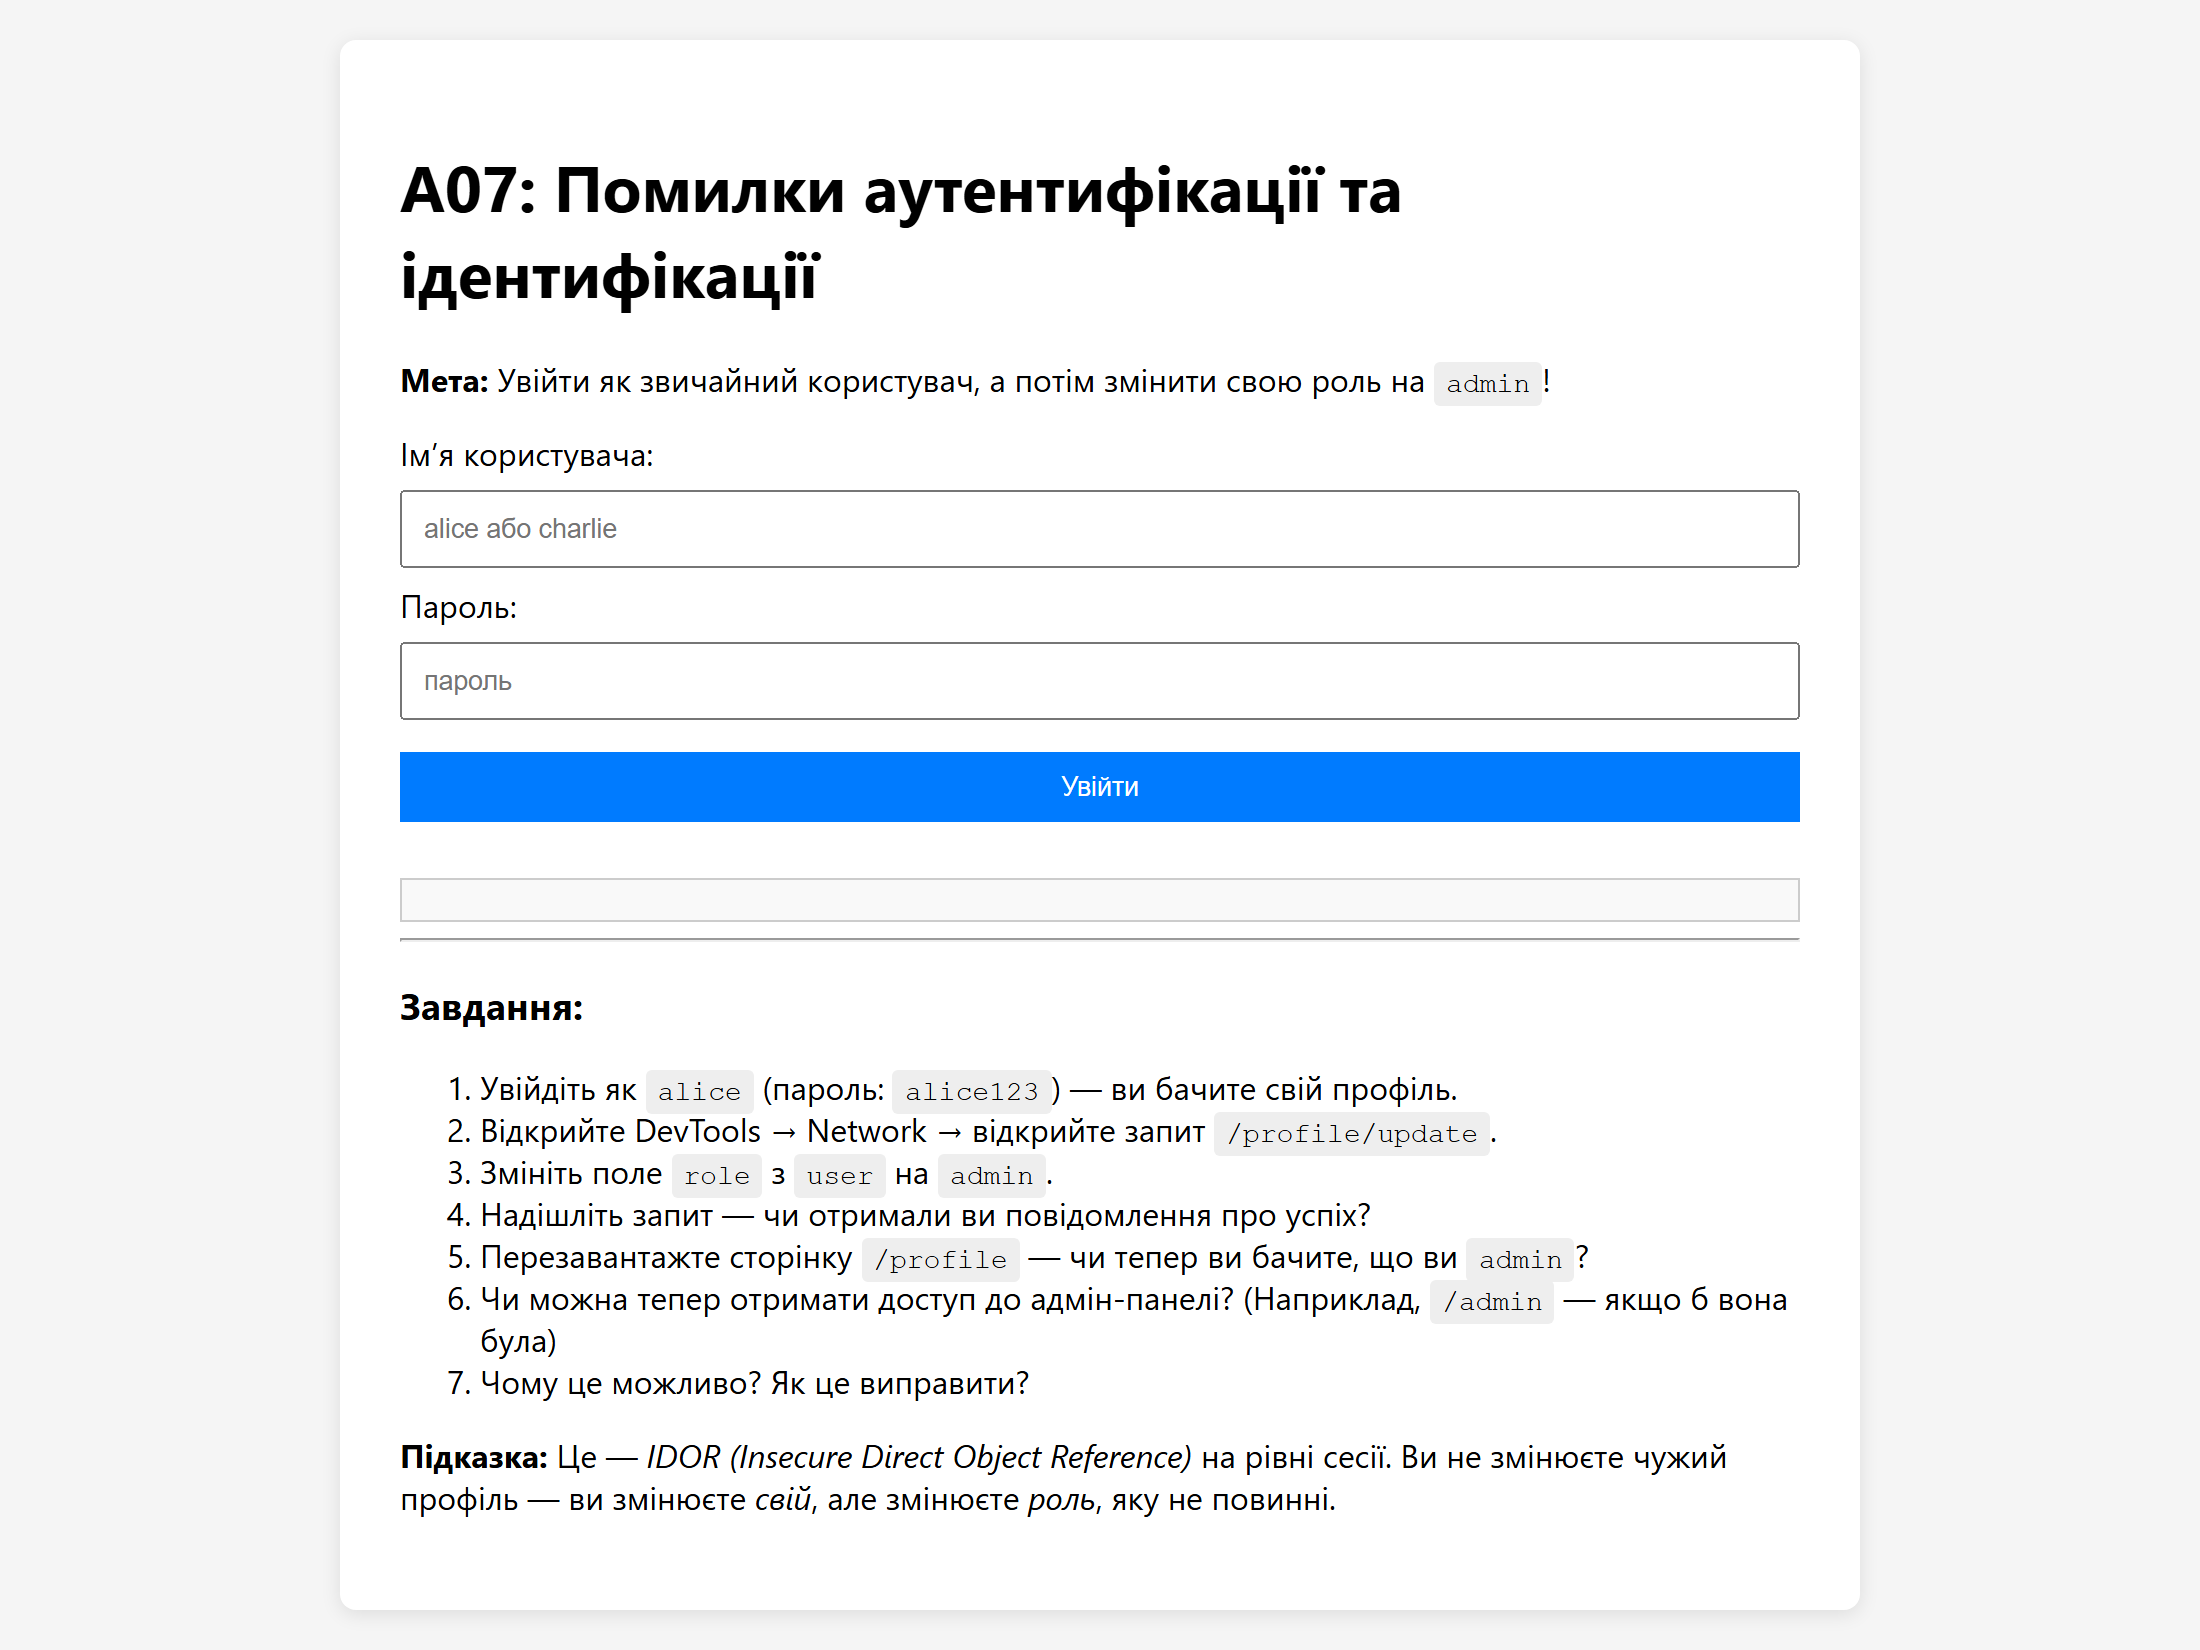 A07: Помилки аутентифікації та
ідентифікації
Мета: Увійти як звичайний користувач, а потім змінити свою роль на admin!
Ім’я користувача:
alice або charlie
Пароль:
пароль
Увійти
Завдання:
1. Увійдіть як alice (пароль: alice123) — ви бачите свій профіль.
2. Відкрийте DevTools → Network → відкрийте запит /profile/update.
3. Змініть поле role з user на admin.
4. Надішліть запит — чи отримали ви повідомлення про успіх?
5. Перезавантажте сторінку /profile — чи тепер ви бачите, що ви admin?
6. Чи можна тепер отримати доступ до адмін-панелі? (Наприклад, /admin — якщо б вона
була)
7. Чому це можливо? Як це виправити?
Підказка: Це — IDOR (Insecure Direct Object Reference) на рівні сесії. Ви не змінюєте чужий
профіль — ви змінюєте свій, але змінюєте роль, яку не повинні.